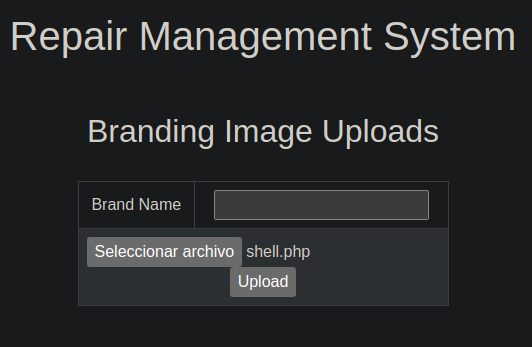 Repair Management System
Branding Image Uploads
Brand Name
Seleccionar archivo shell.php
Upload